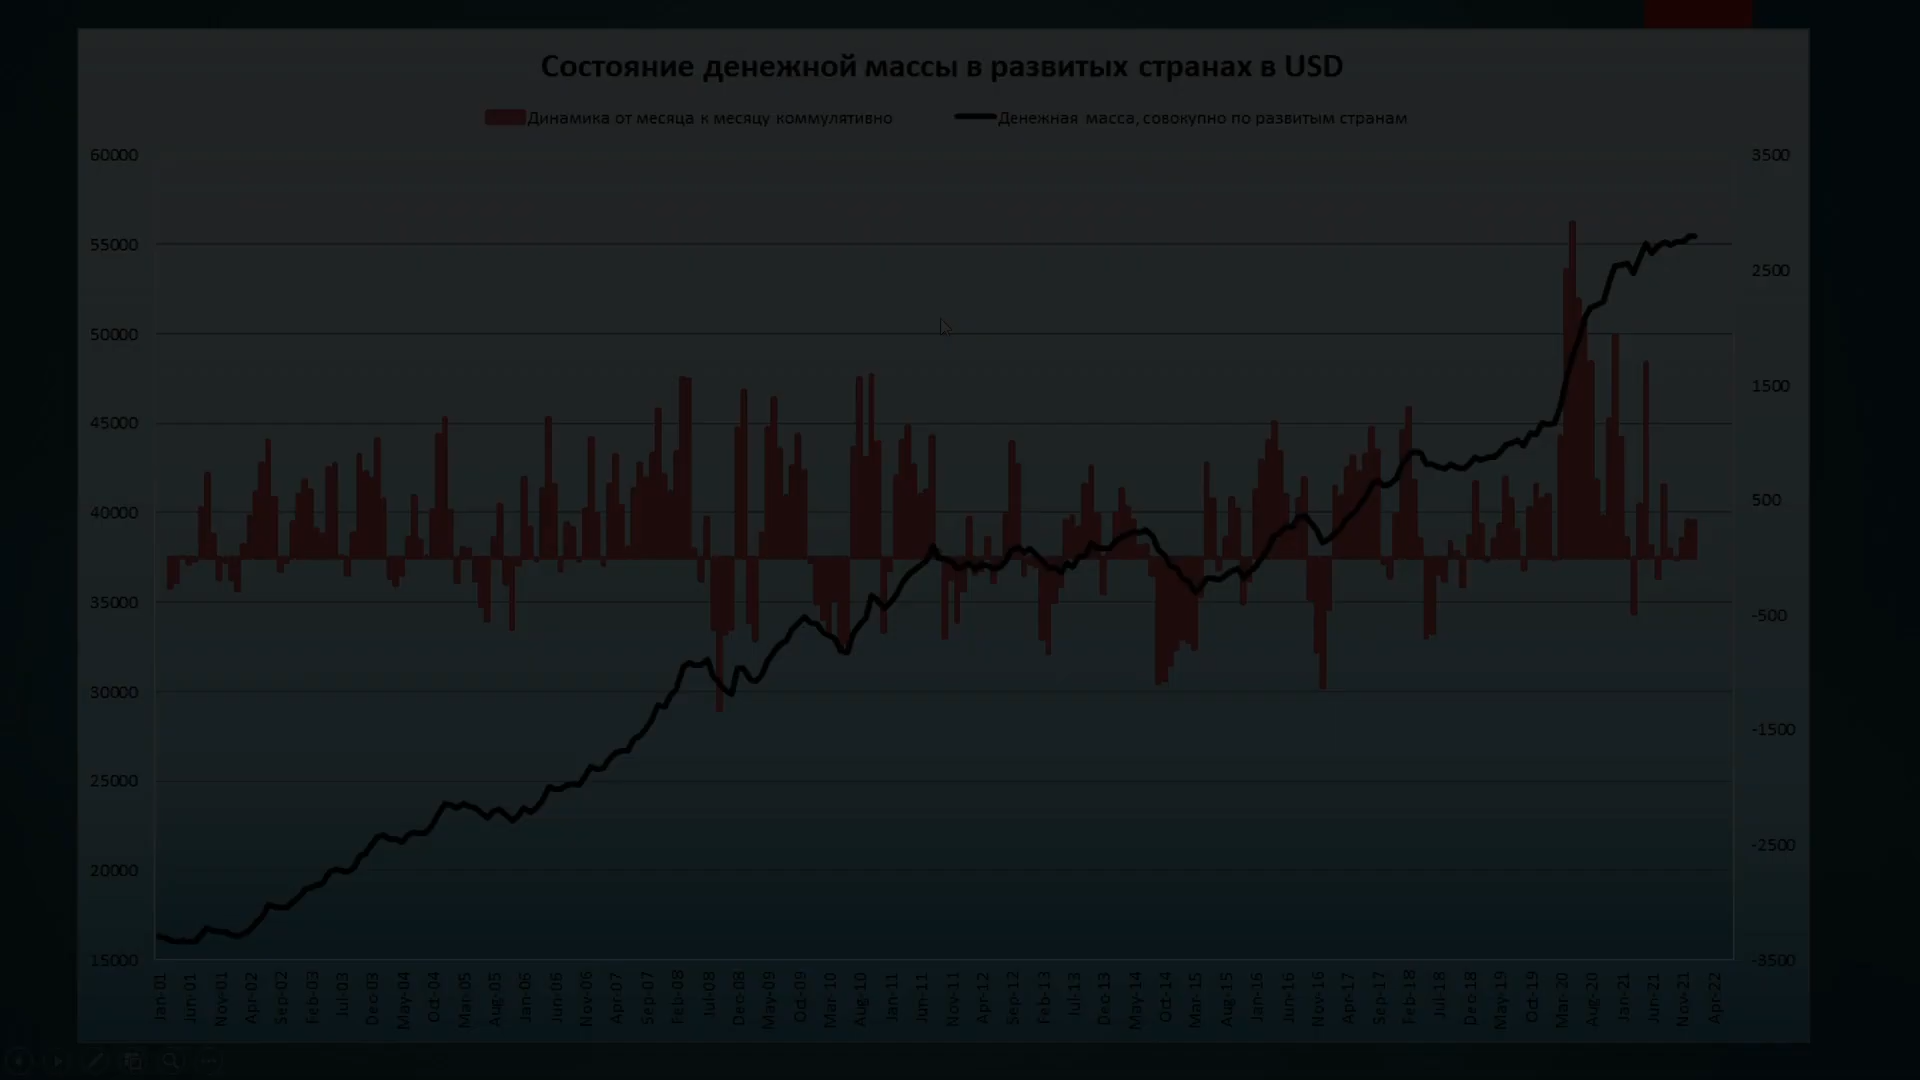 Состояние денежной массы в развитых странах в USD
Динамика от месяца к месяцу коммулятивно
Денежная масса, совокупно по развитым странам
60000
55000
50000
45000
40000
35000
30000
25000
20000
15000
3500
2500
1500
500
-500
-1500
-2500
-3500
Jan-01
Jun-01
Nov-01
Apr-02
Sep-02
Feb-03
Jul-03
Dec-03
May-04
Oct-04
Mar-05
Aug-05
Jan-06
Jun-06
Nov-06
Apr-07
Sep-07
Feb-08
Jul-08
Dec-08
May-09
Oct-09
Mar-10
Aug-10
Jan-11
Jun-11
Nov-11
Apr-12
Sep-12
Feb-13
Jul-13
Dec-13
May-14
Oct-14
Mar-15
Aug-15
Jan-16
Jun-16
Nov-16
Apr-17
Sep-17
Feb-18
Jul-18
Dec-18
May-19
Oct-19
Mar-20
Aug-20
Jan-21
Jun-21
Nov-21
Apr-22